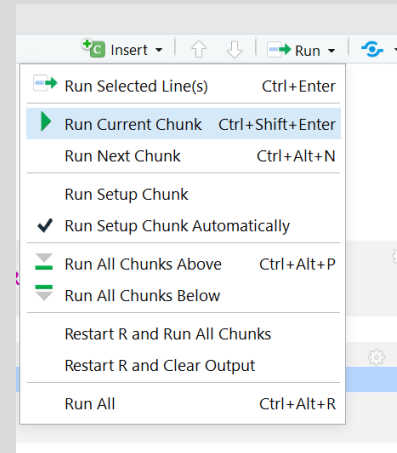 Insert Run
Run Selected Line(s) Ctrl+Enter
Run Current Chunk Ctrl+Shift+Enter
Run Next Chunk Ctrl+Alt+N
Run Setup Chunk
Run Setup Chunk Automatically
Run All Chunks Above Ctrl+Alt+P
Run All Chunks Below
Restart R and Run All Chunks
Restart R and Clear Output
Run All Ctrl+Alt+R